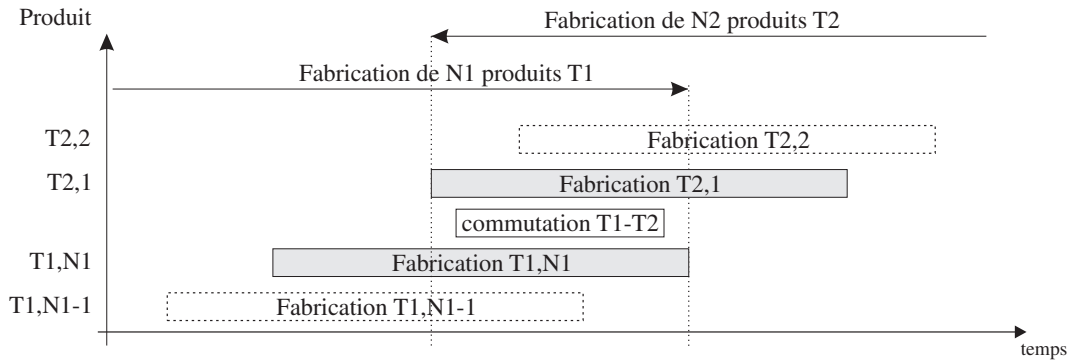 Produit
Fabrication de N2 produits T2
Fabrication de N1 produits T1
T2,2
Fabrication T2,2
T2,1
Fabrication T2,1
commutation T1-T2
T1,N1
Fabrication T1,N1
T1,N1-1
Fabrication T1,N1-1
temps